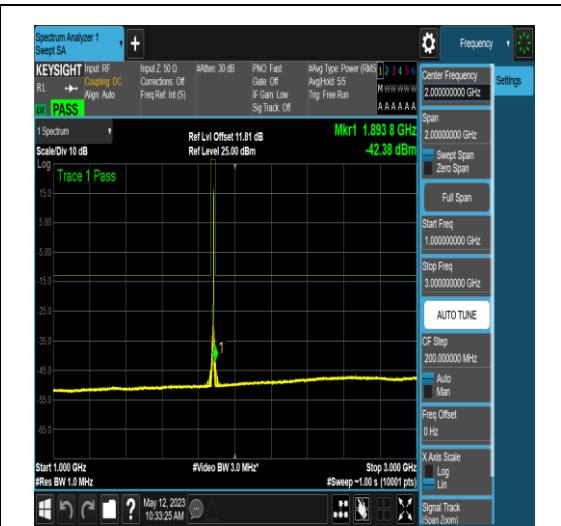 Spectrum Analyzer 1
Swept SA
Frequency
KEYSIGHT
RL
PASS
Input: RF
Coupling: DC
Align: Auto
Input Z: 50 Ω
Corrections: Off
Freq Ref: Int (S)
#Atten: 30 dB
PNO: Fast
Gate: Off
IF Gain: Low
Sig Track: Off
#Avg Type: Power (RMS
Avg|Hold: 5/5
Trig: Free Run
1 2 3 4 5 6
M W W W W W
A A A A A A
1 Spectrum
Scale/Div 10 dB
Ref Lvl Offset 11.81 dB
Ref Level 25.00 dBm
Mkr1 1.893 8 GHz
-42.38 dBm
Log
Trace 1 Pass
15.0
5.00
-5.00
-15.0
-25.0
-35.0
-45.0
-55.0
-65.0
1
Start 1.000 GHz
#Res BW 1.0 MHz
#Video BW 3.0 MHz*
Stop 3.000 GHz
#Sweep ~1.00 s (10001 pts)
May 12, 2023
10:33:25 AM
Center Frequency
2.000000000 GHz
Span
2.00000000 GHz
Swept Span
Zero Span
Full Span
Start Freq
1.000000000 GHz
Stop Freq
3.000000000 GHz
AUTO TUNE
CF Step
200.000000 MHz
Auto
Man
Freq Offset
0 Hz
X Axis Scale
Log
Lin
Signal Track
(Span Zoom)
Settings